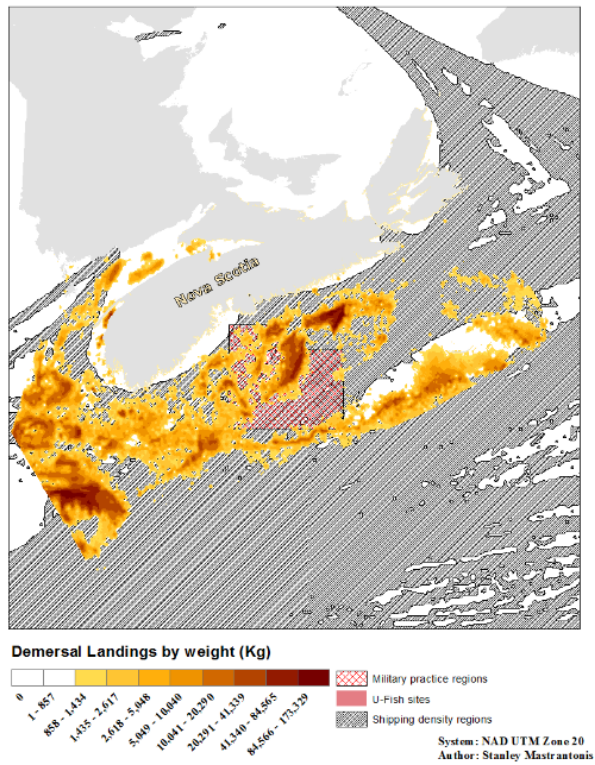 Nova Scotia
Demersal Landings by weight (Kg)
0
1 - 857
858 - 1,434
1,435 - 2,617
2,618 - 5,048
5,049 - 10,040
10,041 - 20,290
20,291 - 41,339
41,340 - 84,565
84,566 - 173,329
Military practice regions
U-Fish sites
Shipping density regions
System: NAD UTM Zone 20
Author: Stanley Mastrantonis